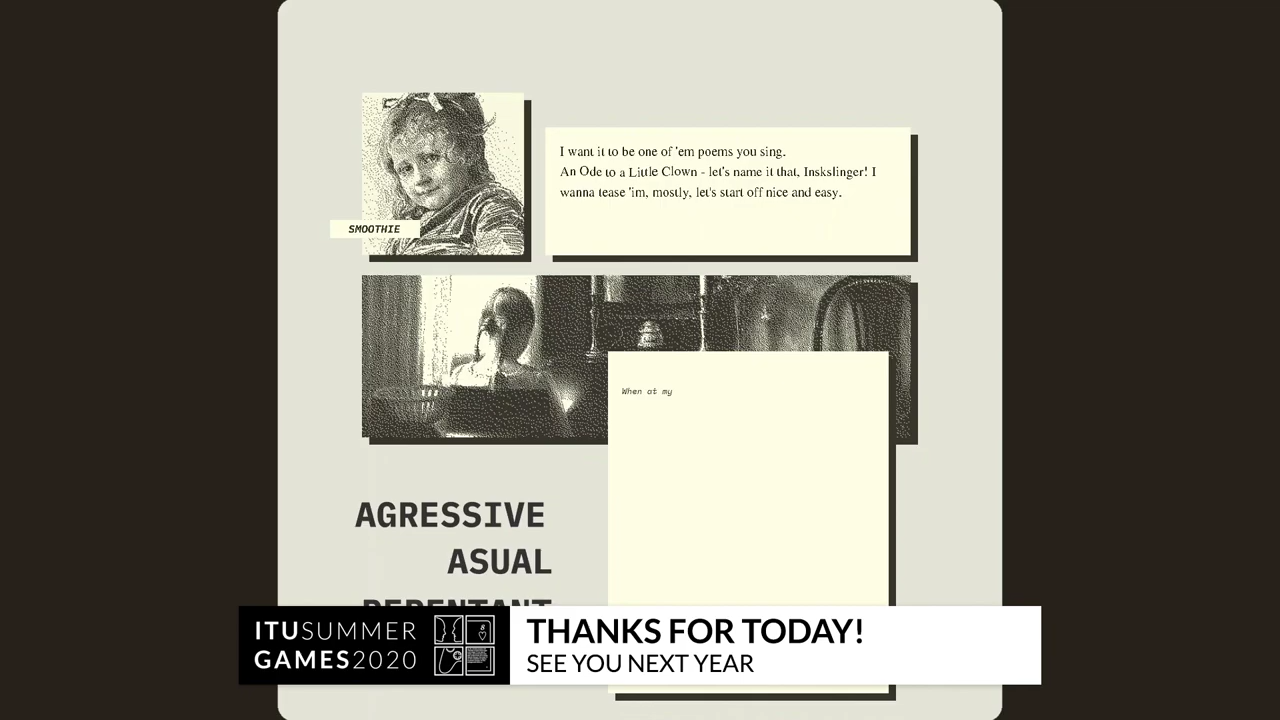 I want it to be one of 'em poems you sing.
An Ode to a Little Clown - let's name it that, Inskslinger! I
wanna tease 'im, mostly, let's start off nice and easy.
SMOOTHIE
When at my
AGRESSIVE
ASUAL
REPENTANT
ITUSUMMER
GAMES2020
THANKS FOR TODAY!
SEE YOU NEXT YEAR